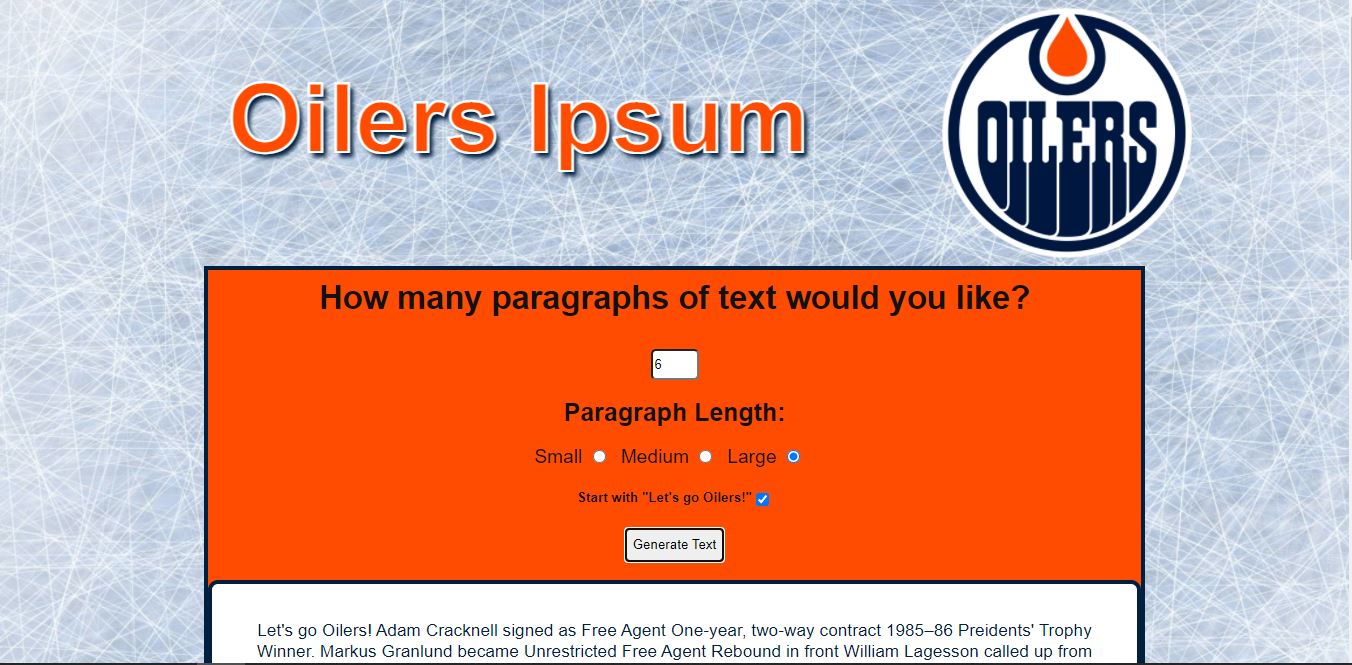 Oilers Ipsum
OILERS
How many paragraphs of text would you like?
6
Paragraph Length:
Small Medium Large
Start with "Let's go Oilers!"
Generate Text
Let's go Oilers! Adam Cracknell signed as Free Agent One-year, two-way contract 1985–86 Preidents' Trophy
Winner. Markus Granlund became Unrestricted Free Agent Rebound in front William Lagesson called up from